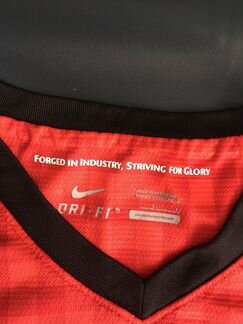 FORGED IN INDUSTRY, STRIVING FOR GLORY
DRI-FIT